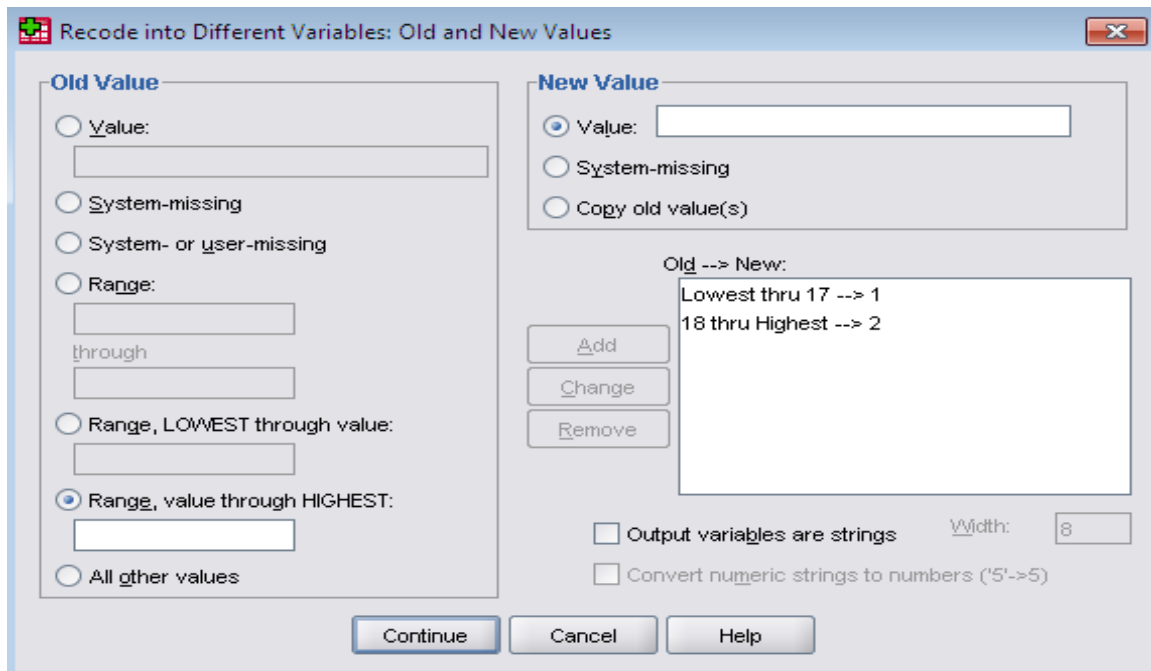 Recode into Different Variables: Old and New Values
Old Value
Value:
System-missing
System- or user-missing
Range:
through
Range, LOWEST through value:
Range, value through HIGHEST:
All other values
New Value
Value:
System-missing
Copy old value(s)
Old --> New:
Lowest thru 17 --> 1
18 thru Highest --> 2
Add
Change
Remove
Output variables are strings
Width:
8
Convert numeric strings to numbers ('5'->5)
Continue
Cancel
Help